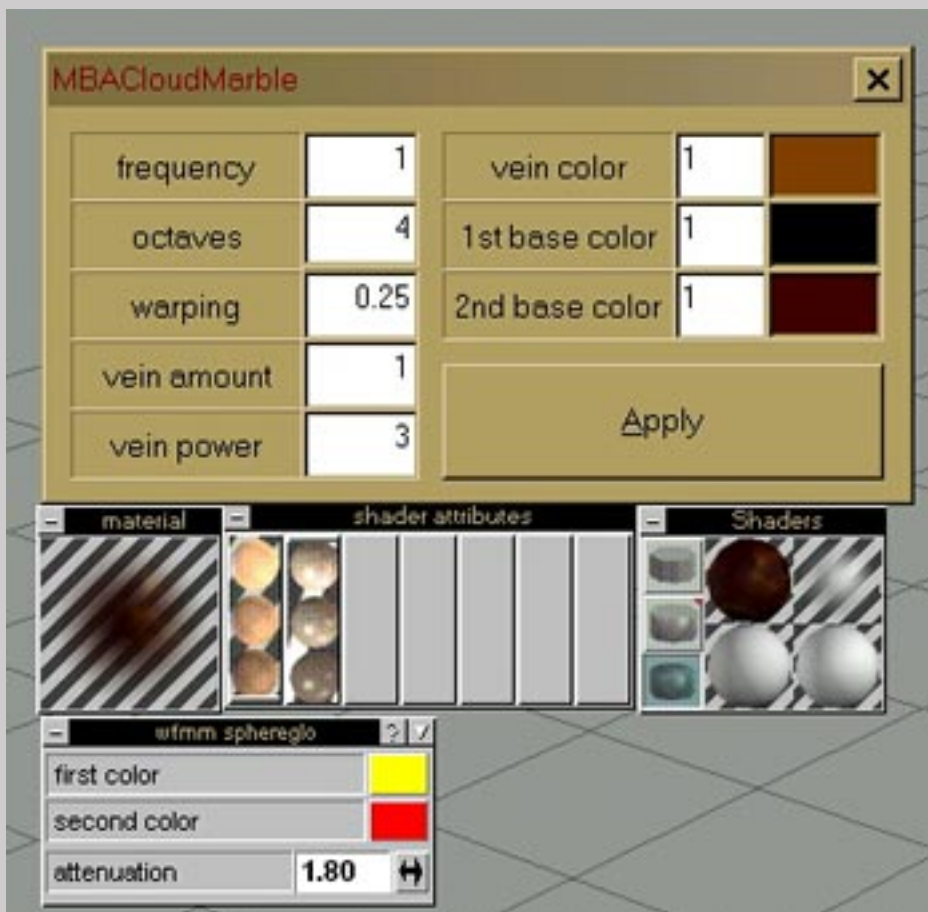 MBACloudMarble
frequency 1
octaves 4
warping 0.25
vein amount 1
vein power 3
vein color 1
1st base color 1
2nd base color 1
Apply
material
shader attributes
Shaders
wfmm sphereglo ?
first color
second color
attenuation 1.80